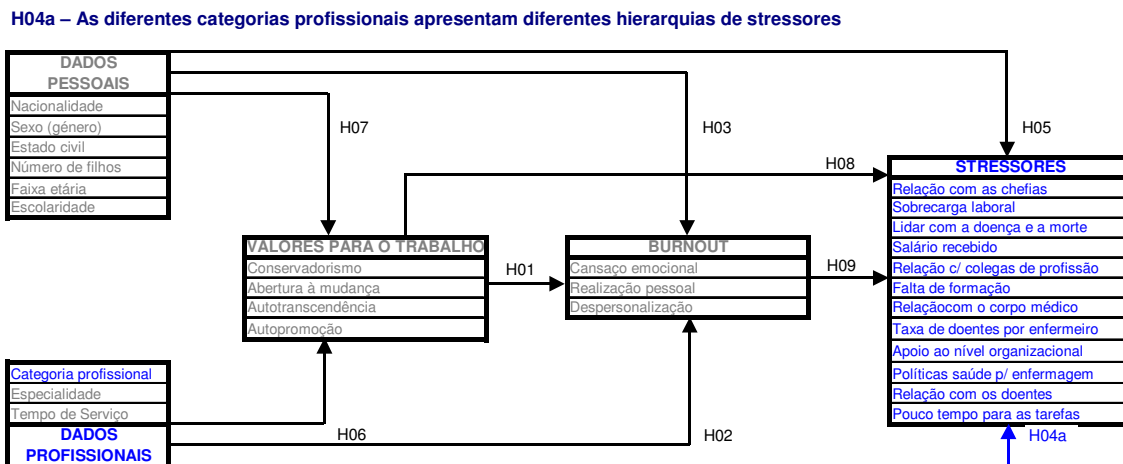 H04a – As diferentes categorias profissionais apresentam diferentes hierarquias de stressores
DADOS
PESSOAIS
Nacionalidade
Sexo (género)
Estado civil
Número de filhos
Faixa etária
Escolaridade
H07
H03
H05
H08
STRESSORES
Relação com as chefias
Sobrecarga laboral
Lidar com a doença e a morte
Salário recebido
Relação c/ colegas de profissão
Falta de formação
Relaçãocom o corpo médico
Taxa de doentes por enfermeiro
Apoio ao nível organizacional
Políticas saúde p/ enfermagem
Relação com os doentes
Pouco tempo para as tarefas
VALORES PARA O TRABALHO
Conservadorismo
Abertura à mudança
Autotranscendência
Autopromoção
H01
BURNOUT
Cansaço emocional
Realização pessoal
Despersonalização
H09
Categoria profissional
Especialidade
Tempo de Serviço
DADOS
PROFISSIONAIS
H06
H02
H04a